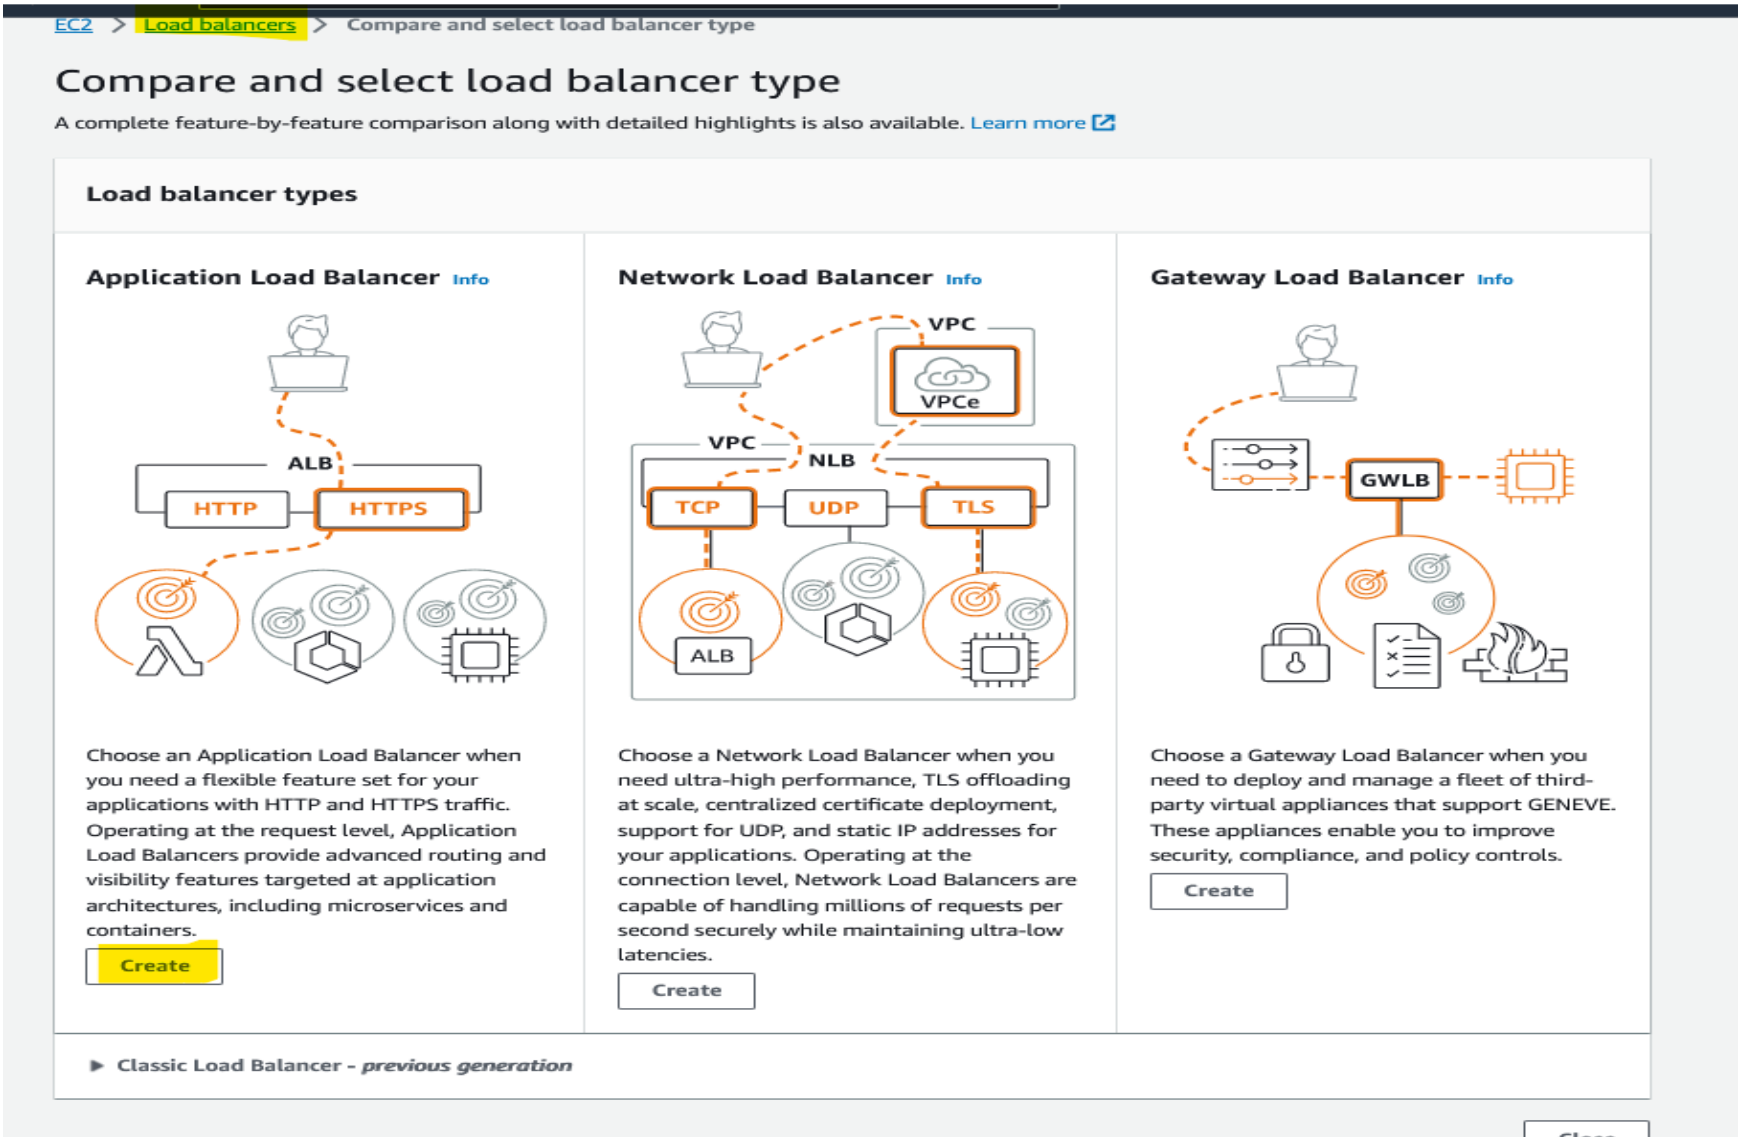 EC2 > Load balancers > Compare and select load balancer type
Compare and select load balancer type
A complete feature-by-feature comparison along with detailed highlights is also available. Learn more
Load balancer types
Application Load Balancer Info
ALB
HTTP
HTTPS
Choose an Application Load Balancer when
you need a flexible feature set for your
applications with HTTP and HTTPS traffic.
Operating at the request level, Application
Load Balancers provide advanced routing and
visibility features targeted at application
architectures, including microservices and
containers.
Create
Network Load Balancer Info
VPC
VPCe
VPC
NLB
TCP
UDP
TLS
ALB
Choose a Network Load Balancer when you
need ultra-high performance, TLS offloading
at scale, centralized certificate deployment,
support for UDP, and static IP addresses for
your applications. Operating at the
connection level, Network Load Balancers are
capable of handling millions of requests per
second securely while maintaining ultra-low
latencies.
Create
Gateway Load Balancer Info
GWLB
Choose a Gateway Load Balancer when you
need to deploy and manage a fleet of third-
party virtual appliances that support GENEVE.
These appliances enable you to improve
security, compliance, and policy controls.
Create
Classic Load Balancer - previous generation